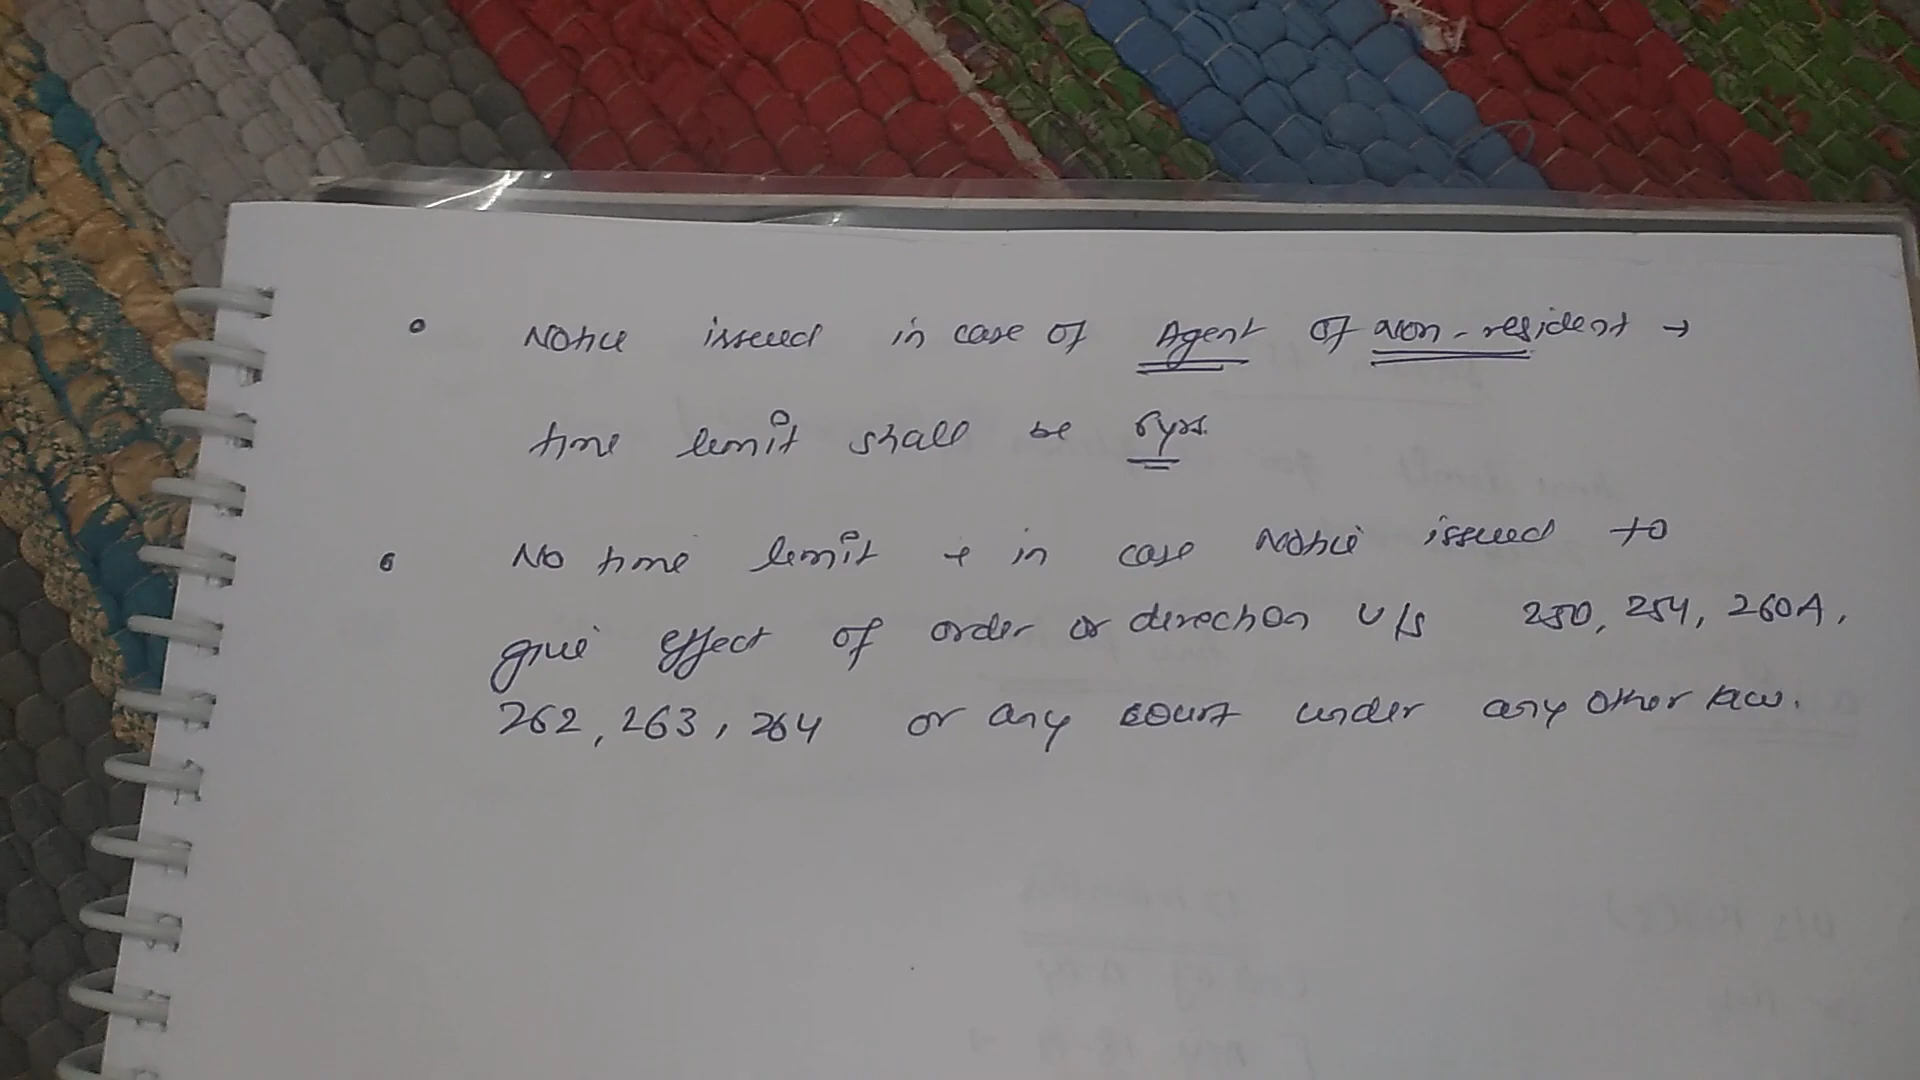 Notice issued in case of Agent of non-resident →
time limit shall be 6yrs.
No time limit → in case Notice issued to
give effect of order or direction u/s 250, 254, 260A,
262, 263, 264 or any court under any other law.